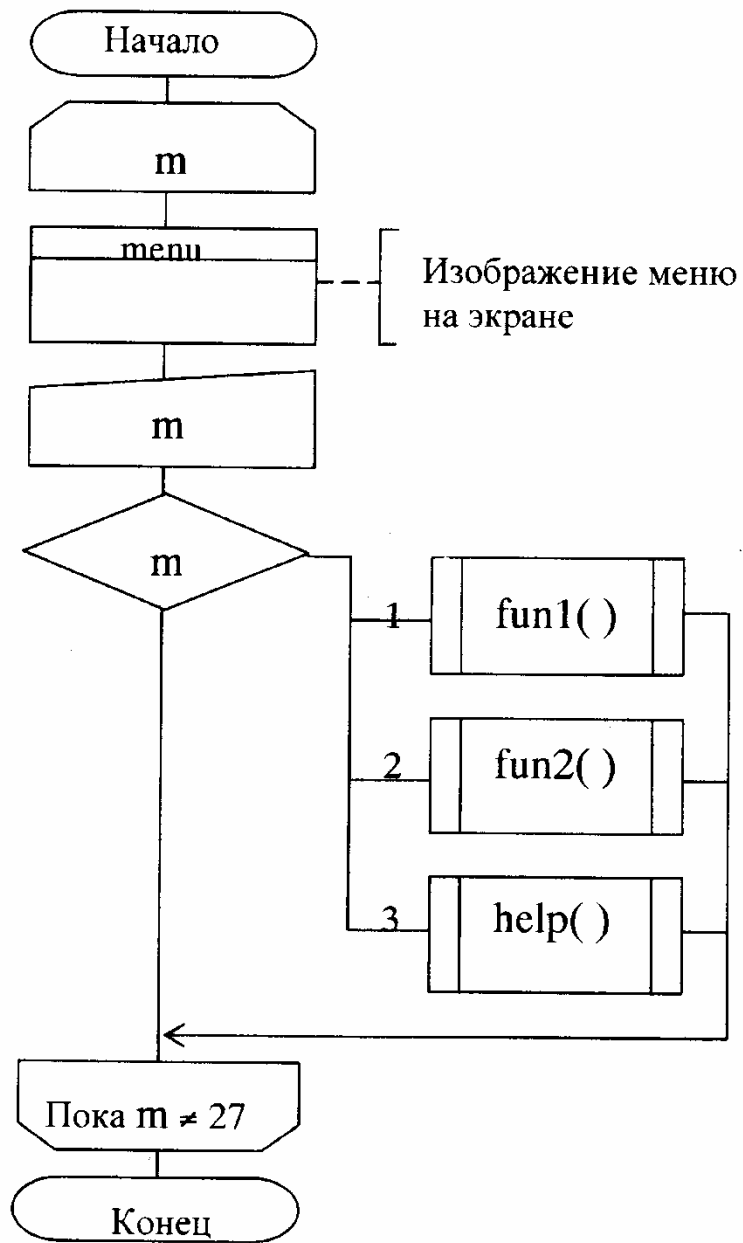 Начало
m
menu
Изображение меню
на экране
m
m
1
fun1( )
2
fun2( )
3
help( )
Пока m ≠ 27
Конец